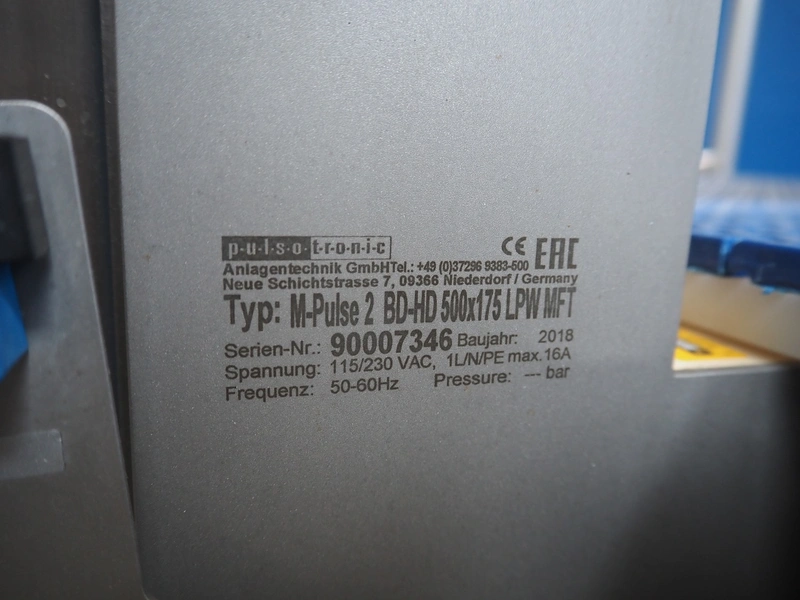 p·u·l·s·o·t·r·o·n·i·c CE EAC
Anlagentechnik GmbHTel.: +49 (0)37296 9383-500
Neue Schichtstrasse 7, 09366 Niederdorf / Germany
Typ: M-Pulse 2 BD-HD 500x175 LPW MFT
Serien-Nr.: 90007346 Baujahr: 2018
Spannung: 115/230 VAC, 1L/N/PE max.16A
Frequenz: 50-60Hz Pressure: --- bar